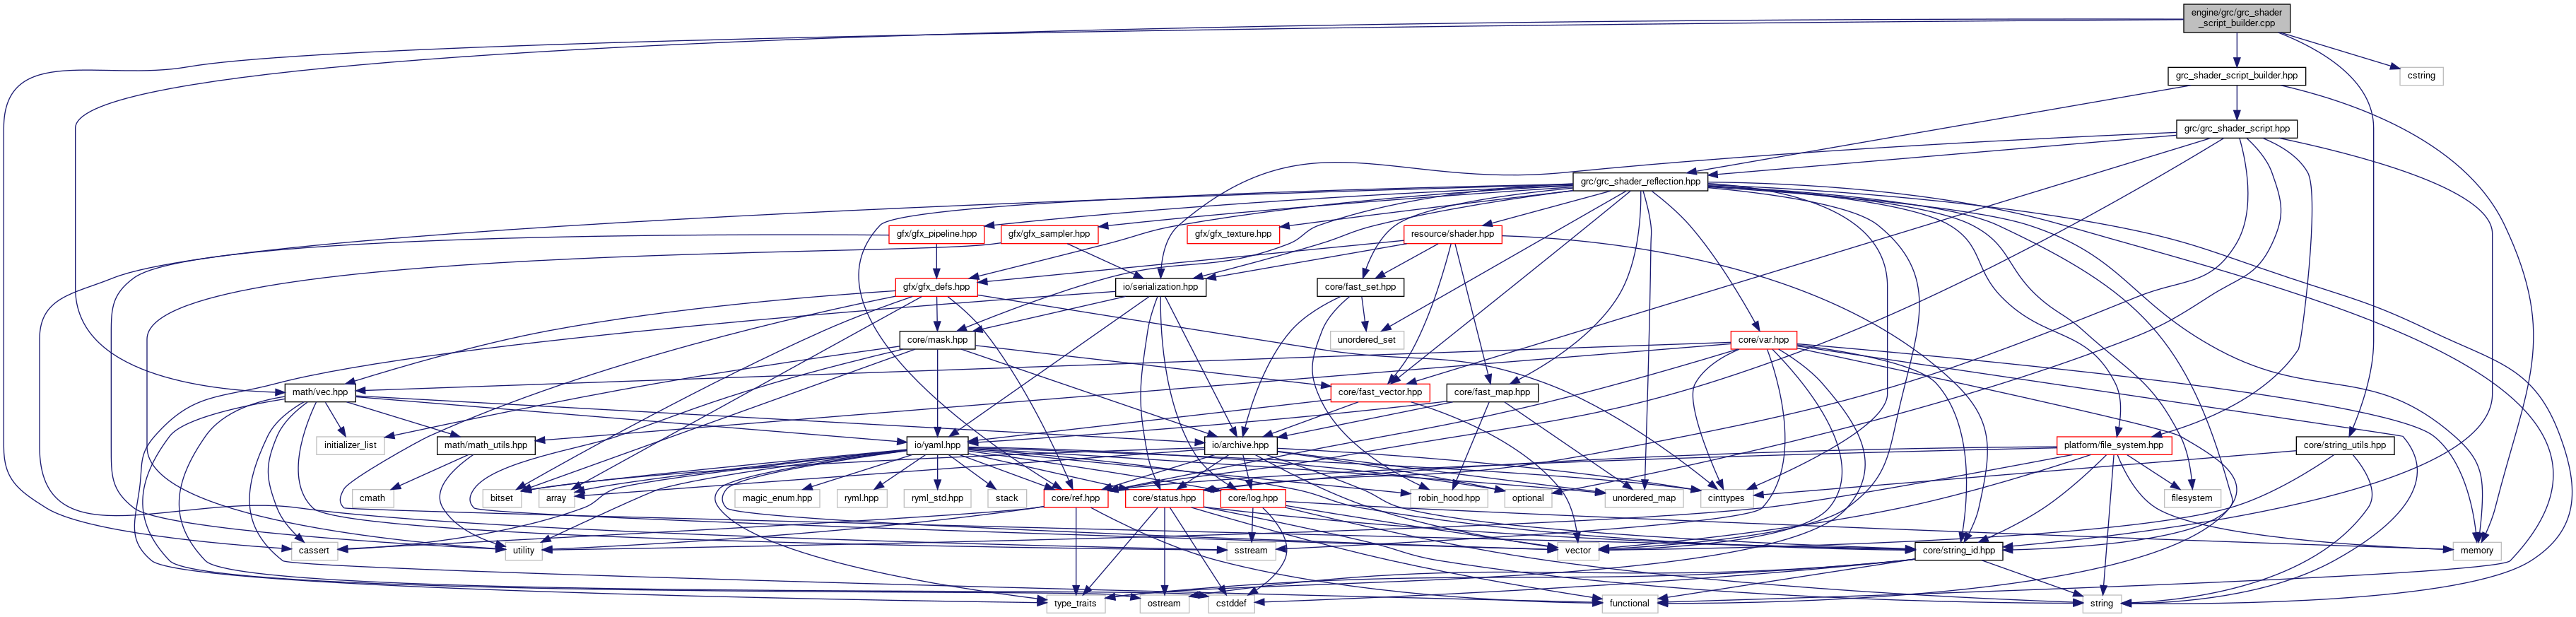 engine/grc/grc_shader
_script_builder.cpp
grc_shader_script_builder.hpp
cstring
grc/grc_shader_script.hpp
grc/grc_shader_reflection.hpp
gfx/gfx_pipeline.hpp
gfx/gfx_sampler.hpp
gfx/gfx_texture.hpp
resource/shader.hpp
gfx/gfx_defs.hpp
io/serialization.hpp
core/fast_set.hpp
core/mask.hpp
unordered_set
core/var.hpp
math/vec.hpp
core/fast_vector.hpp
core/fast_map.hpp
initializer_list
math/math_utils.hpp
io/yaml.hpp
io/archive.hpp
platform/file_system.hpp
core/string_utils.hpp
cmath
bitset
array
magic_enum.hpp
ryml.hpp
ryml_std.hpp
stack
core/ref.hpp
core/status.hpp
core/log.hpp
robin_hood.hpp
optional
unordered_map
cinttypes
filesystem
cassert
utility
sstream
vector
core/string_id.hpp
memory
type_traits
ostream
cstddef
functional
string